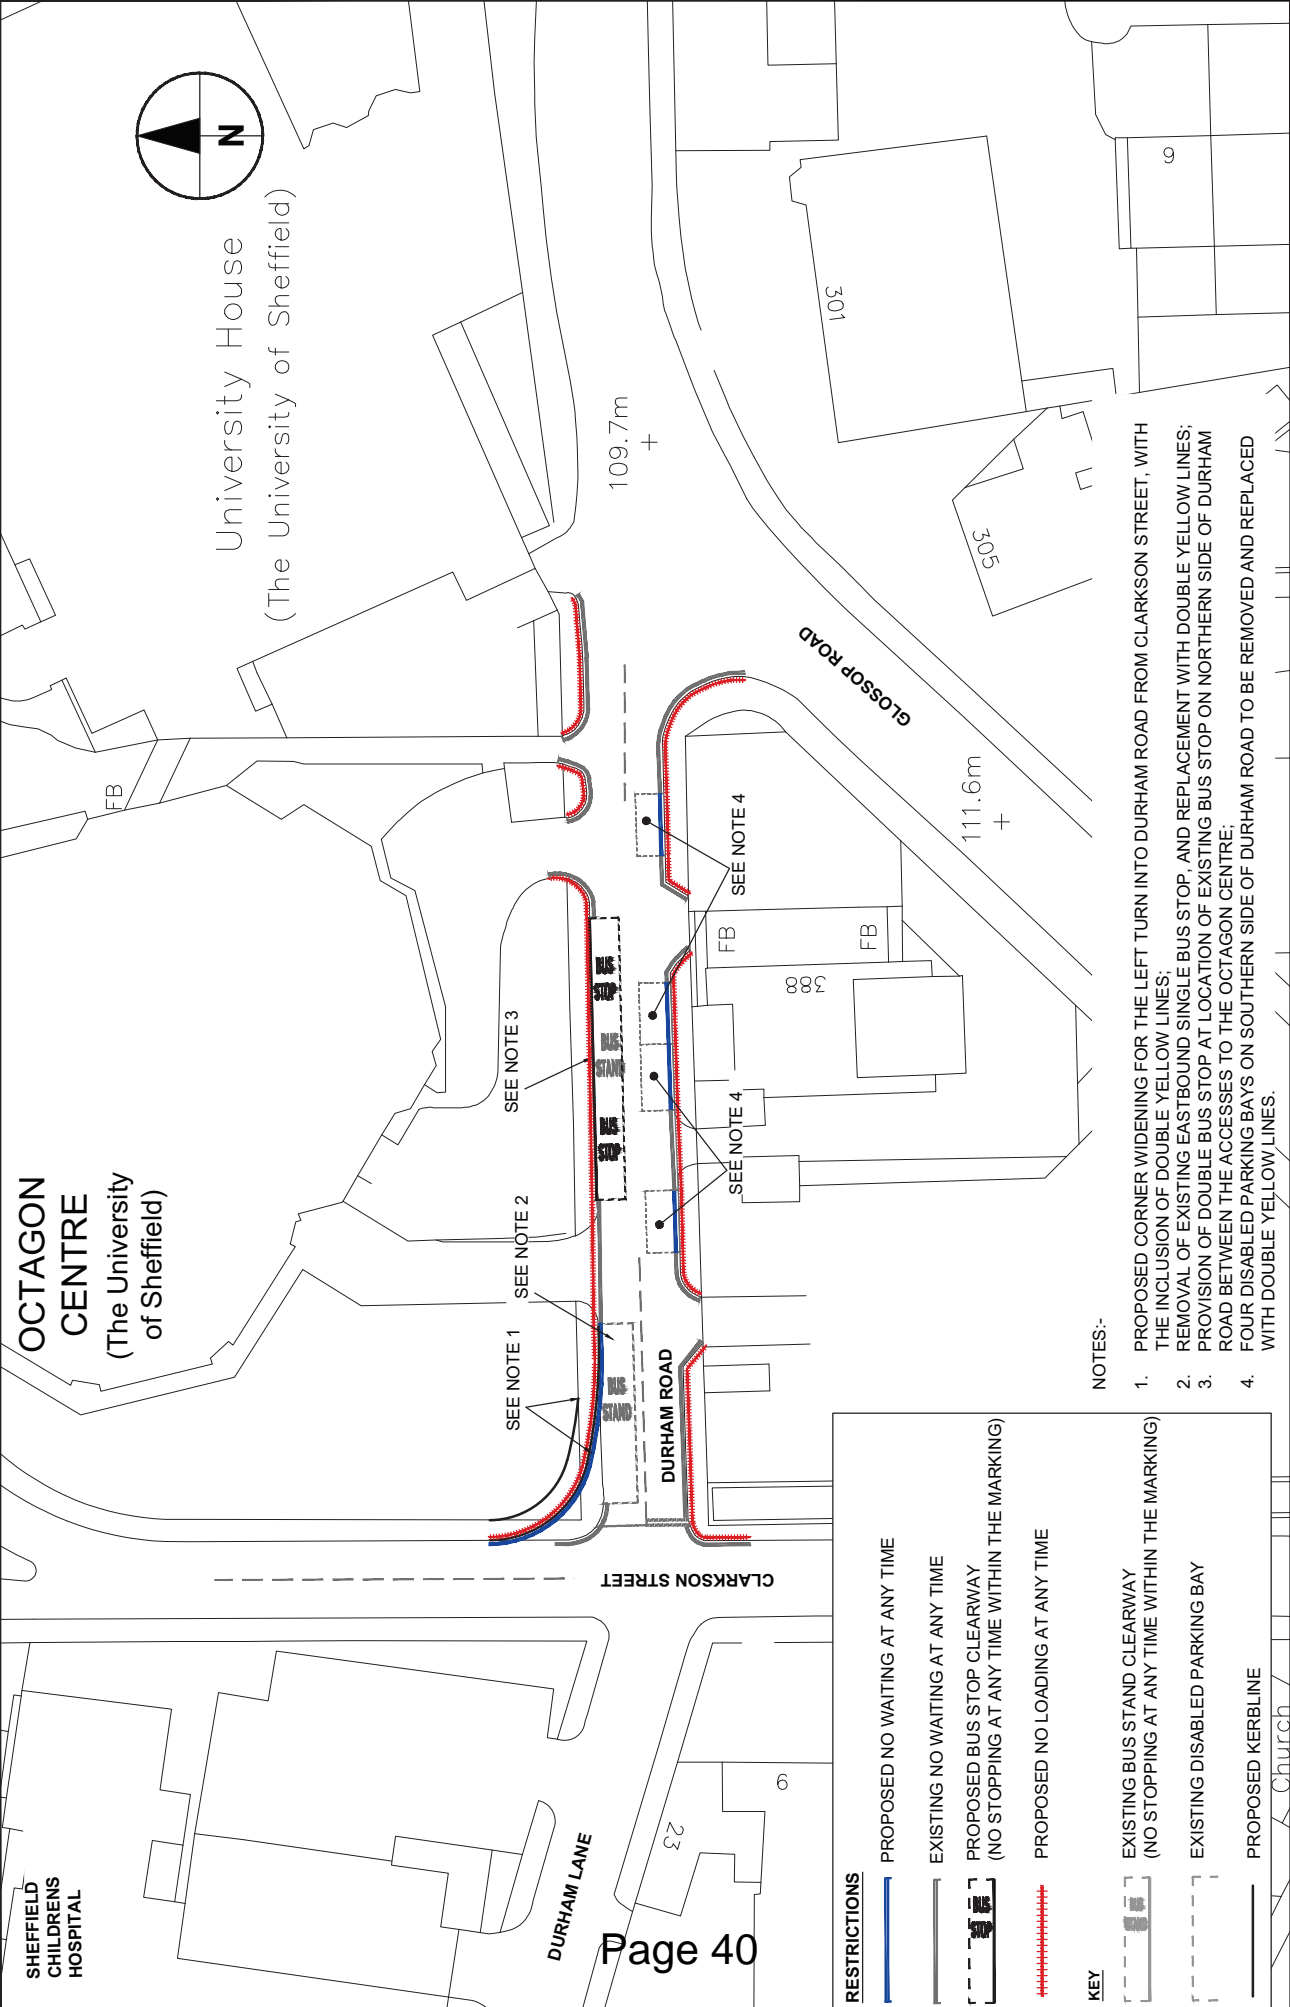 SHEFFIELD
CHILDRENS
HOSPITAL
OCTAGON
CENTRE
(The University
of Sheffield)
University House
(The University of Sheffield)
N
FB
SEE NOTE 1
SEE NOTE 2
SEE NOTE 3
109.7m
BUS
STAND
BUS
STOP
BUS
STAND
BUS
STOP
CLARKSON STREET
DURHAM ROAD
DURHAM LANE
SEE NOTE 4
SEE NOTE 4
FB
FB
388
GLOSSOP ROAD
111.6m
301
305
9
23
9
Church
RESTRICTIONS
PROPOSED NO WAITING AT ANY TIME
EXISTING NO WAITING AT ANY TIME
BUS
STOP
PROPOSED BUS STOP CLEARWAY
(NO STOPPING AT ANY TIME WITHIN THE MARKING)
PROPOSED NO LOADING AT ANY TIME
KEY
BUS
STAND
EXISTING BUS STAND CLEARWAY
(NO STOPPING AT ANY TIME WITHIN THE MARKING)
EXISTING DISABLED PARKING BAY
PROPOSED KERBLINE
NOTES:-
1. PROPOSED CORNER WIDENING FOR THE LEFT TURN INTO DURHAM ROAD FROM CLARKSON STREET, WITH
THE INCLUSION OF DOUBLE YELLOW LINES;
2. REMOVAL OF EXISTING EASTBOUND SINGLE BUS STOP, AND REPLACEMENT WITH DOUBLE YELLOW LINES;
3. PROVISION OF DOUBLE BUS STOP AT LOCATION OF EXISTING BUS STOP ON NORTHERN SIDE OF DURHAM
ROAD BETWEEN THE ACCESSES TO THE OCTAGON CENTRE;
4. FOUR DISABLED PARKING BAYS ON SOUTHERN SIDE OF DURHAM ROAD TO BE REMOVED AND REPLACED
WITH DOUBLE YELLOW LINES.
Page 40